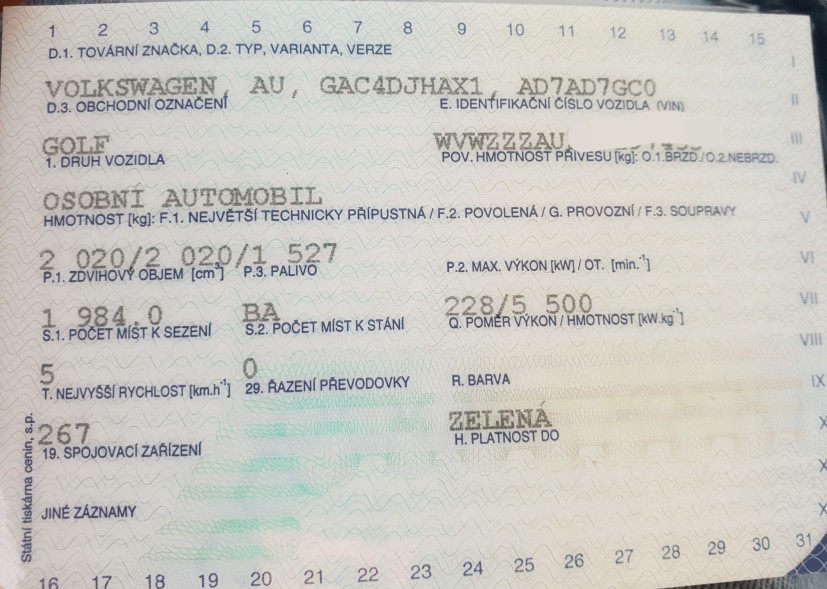 1 2 3 4 5 6 7 8 9 10 11 12 13 14 15
D.1. TOVÁRNÍ ZNAČKA, D.2. TYP, VARIANTA, VERZE
I
VOLKSWAGEN, AU, GAC4DJHAX1, AD7AD7GC0
D.3. OBCHODNÍ OZNAČENÍ E. IDENTIFIKAČNÍ ČÍSLO VOZIDLA (VIN)
II
GOLF WVWZZZAU
III
1. DRUH VOZIDLA POV. HMOTNOST PŘÍVĚSU [kg]: O.1.BRZD./O.2.NEBRZD.
IV
OSOBNÍ AUTOMOBIL
HMOTNOST [kg]: F.1. NEJVĚTŠÍ TECHNICKY PŘÍPUSTNÁ / F.2. POVOLENÁ / G. PROVOZNÍ / F.3. SOUPRAVY
V
2 020/2 020/1 527
P.1. ZDVIHOVÝ OBJEM [cm³] P.3. PALIVO P.2. MAX. VÝKON [kW] / OT. [min.⁻¹]
VI
1 984.0 BA 228/5 500
VII
S.1. POČET MÍST K SEZENÍ S.2. POČET MÍST K STÁNÍ Q. POMĚR VÝKON / HMOTNOST [kW.kg⁻¹]
VIII
5 0
T. NEJVYŠŠÍ RYCHLOST [km.h⁻¹] 29. ŘAZENÍ PŘEVODOVKY R. BARVA
IX
267 ZELENÁ
X
19. SPOJOVACÍ ZAŘÍZENÍ H. PLATNOST DO
JINÉ ZÁZNAMY
Státní tiskárna cenin, s.p.
16 17 18 19 20 21 22 23 24 25 26 27 28 29 30 31